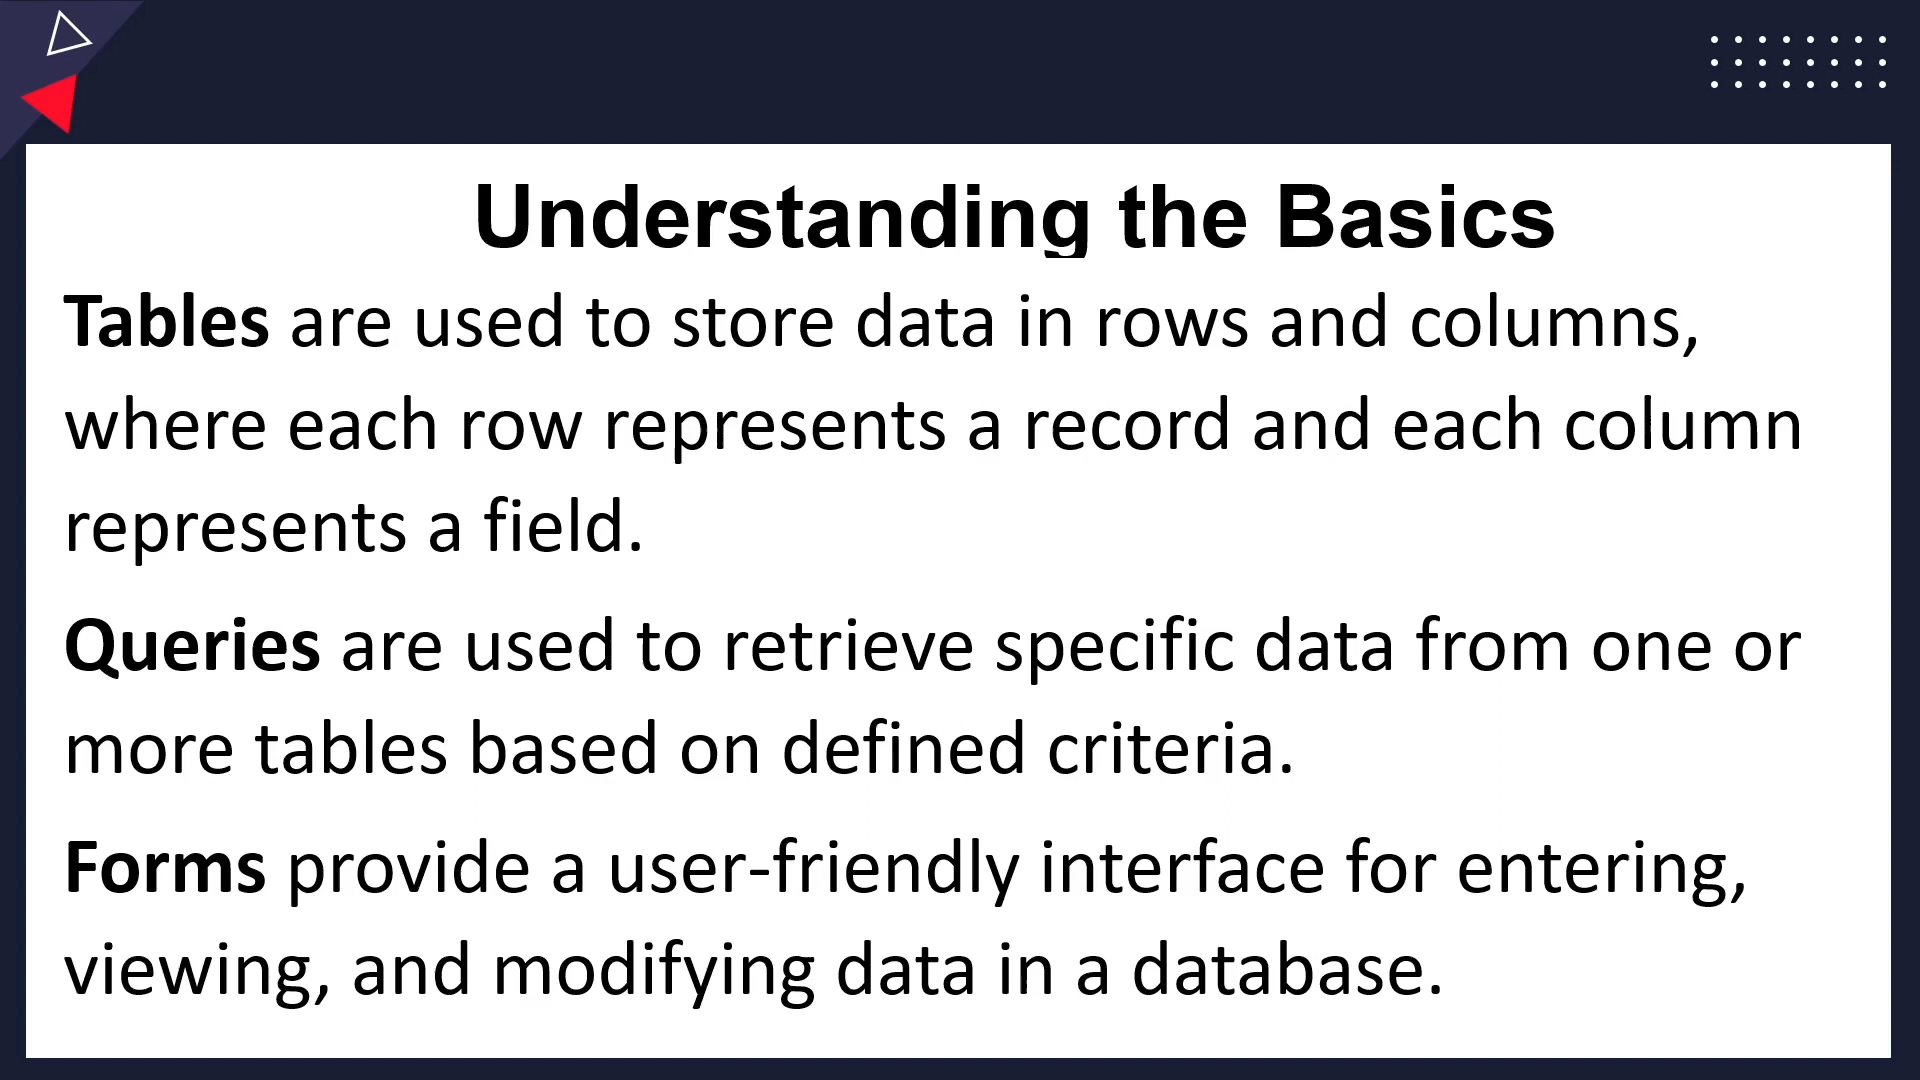 Understanding the Basics
Tables are used to store data in rows and columns,
where each row represents a record and each column
represents a field.
Queries are used to retrieve specific data from one or
more tables based on defined criteria.
Forms provide a user-friendly interface for entering,
viewing, and modifying data in a database.